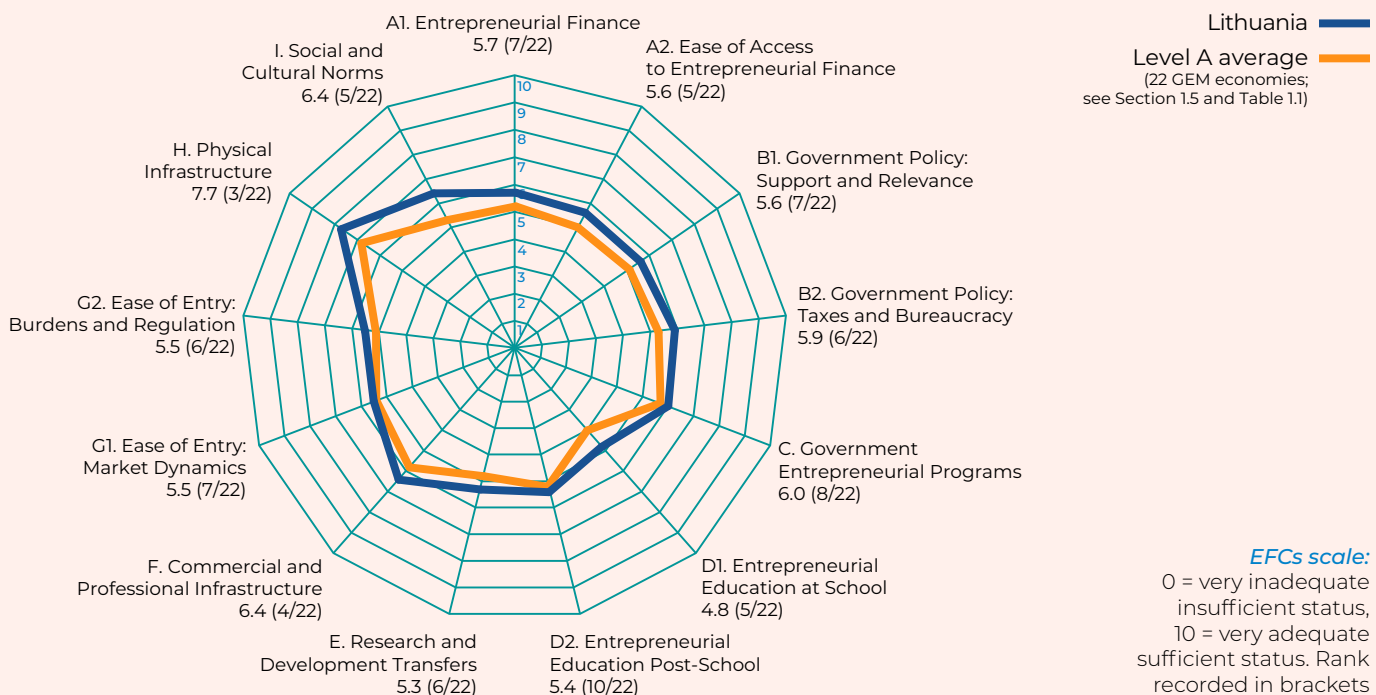 A1. Entrepreneurial Finance
5.7 (7/22)
A2. Ease of Access
to Entrepreneurial Finance
5.6 (5/22)
B1. Government Policy:
Support and Relevance
5.6 (7/22)
B2. Government Policy:
Taxes and Bureaucracy
5.9 (6/22)
C. Government
Entrepreneurial Programs
6.0 (8/22)
D1. Entrepreneurial
Education at School
4.8 (5/22)
D2. Entrepreneurial
Education Post-School
5.4 (10/22)
E. Research and
Development Transfers
5.3 (6/22)
F. Commercial and
Professional Infrastructure
6.4 (4/22)
G1. Ease of Entry:
Market Dynamics
5.5 (7/22)
G2. Ease of Entry:
Burdens and Regulation
5.5 (6/22)
H. Physical
Infrastructure
7.7 (3/22)
I. Social and
Cultural Norms
6.4 (5/22)
10
9
8
7
5
4
3
2
1
Lithuania
Level A average
(22 GEM economies;
see Section 1.5 and Table 1.1)
EFCs scale:
0 = very inadequate
insufficient status,
10 = very adequate
sufficient status. Rank
recorded in brackets